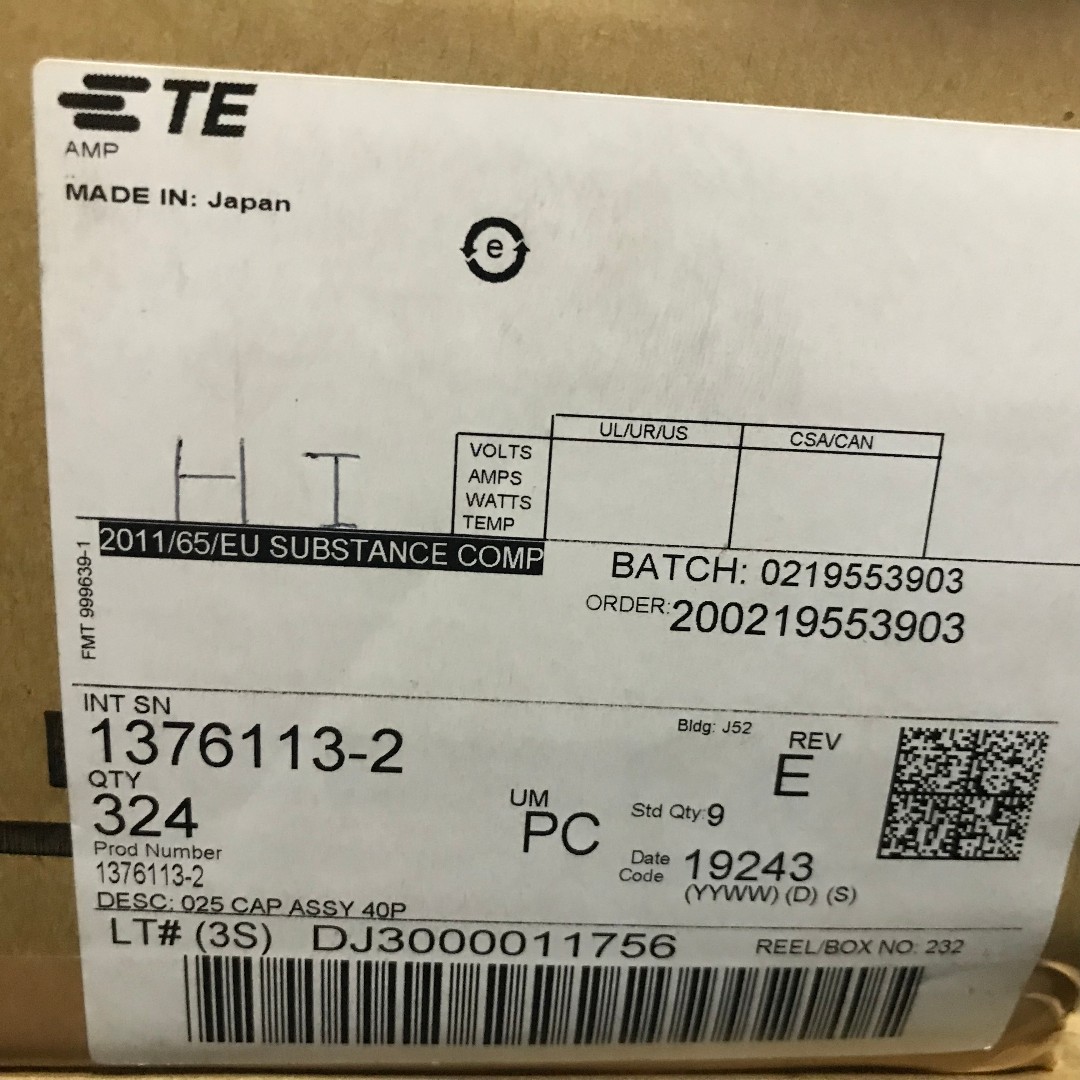 TE
AMP
MADE IN: Japan
e
UL/UR/US CSA/CAN
VOLTS
AMPS
WATTS
TEMP
H I
2011/65/EU SUBSTANCE COMP
BATCH: 0219553903
ORDER: 200219553903
FMT 999639-1
INT SN
1376113-2
Bldg: J52
REV
E
QTY
324
UM
PC
Std Qty: 9
Prod Number
1376113-2
Date Code 19243
(YYWW) (D) (S)
DESC: 025 CAP ASSY 40P
LT# (3S) DJ3000011756
REEL/BOX NO: 232